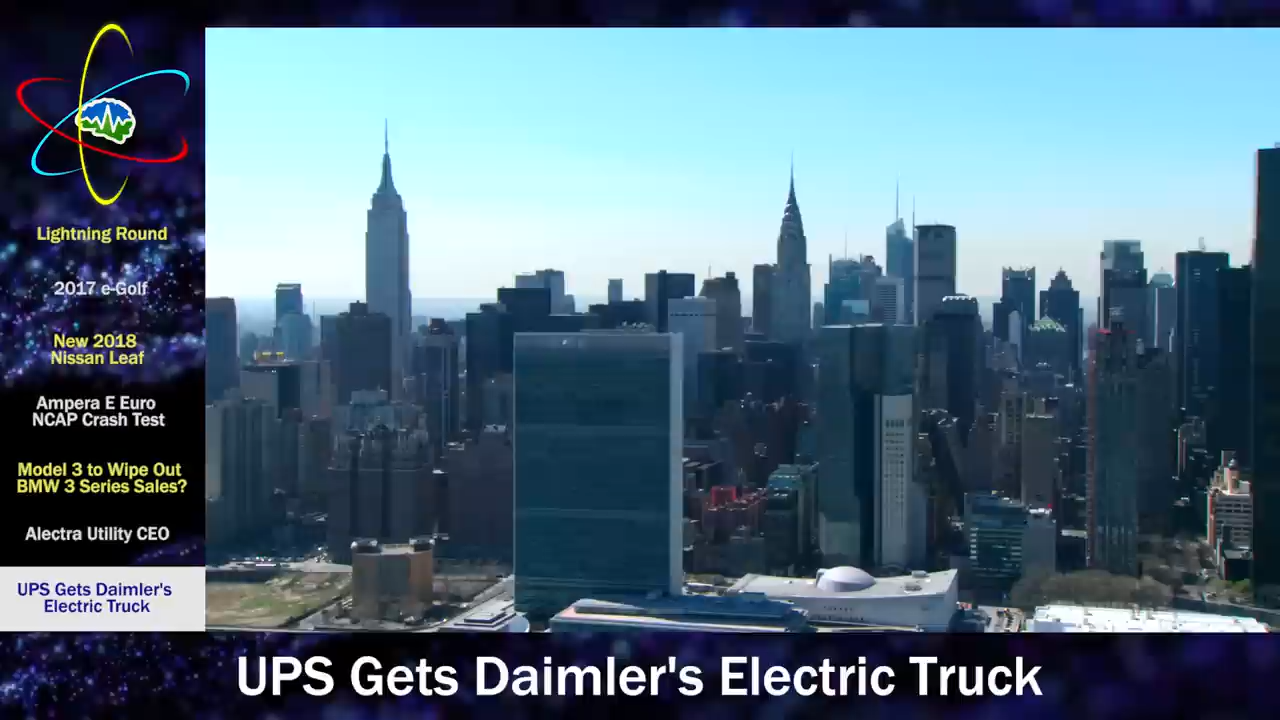 Lightning Round
2017 e-Golf
New 2018
Nissan Leaf
Ampera E Euro
NCAP Crash Test
Model 3 to Wipe Out
BMW 3 Series Sales?
Alectra Utility CEO
UPS Gets Daimler's
Electric Truck
UPS Gets Daimler's Electric Truck